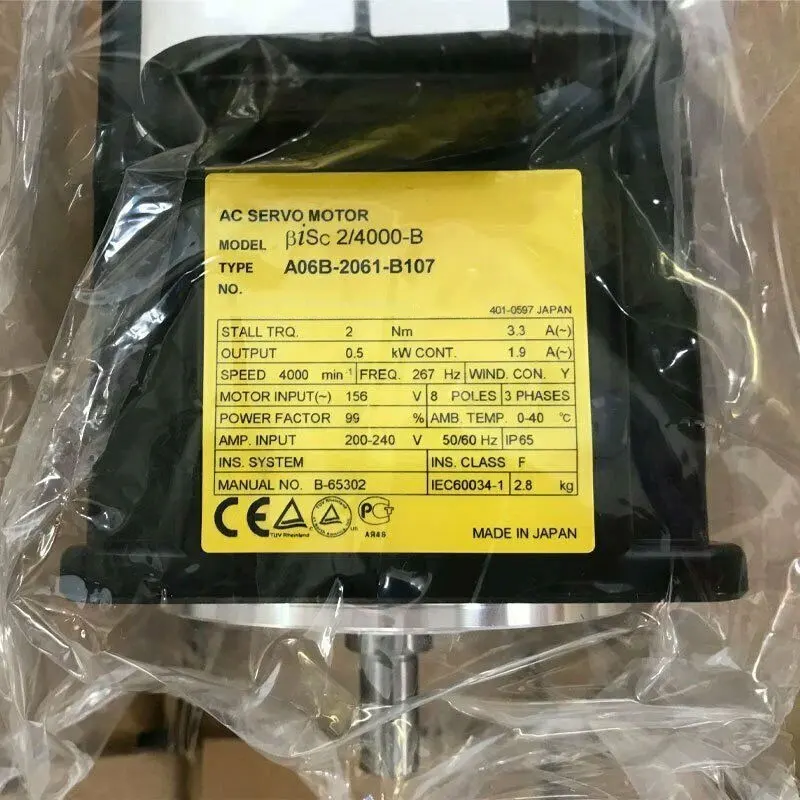 AC SERVO MOTOR
MODEL βiSc 2/4000-B
TYPE A06B-2061-B107
NO.
401-0597 JAPAN
STALL TRQ. 2 Nm 3.3 A(~)
OUTPUT 0.5 kW CONT. 1.9 A(~)
SPEED 4000 min⁻¹ FREQ. 267 Hz WIND. CON. Y
MOTOR INPUT(~) 156 V 8 POLES 3 PHASES
POWER FACTOR 99 % AMB. TEMP. 0-40 °C
AMP. INPUT 200-240 V 50/60 Hz IP65
INS. SYSTEM INS. CLASS F
MANUAL NO. B-65302 IEC60034-1 2.8 kg
CE TUV Rheinland C US PCT ABЯ46
MADE IN JAPAN